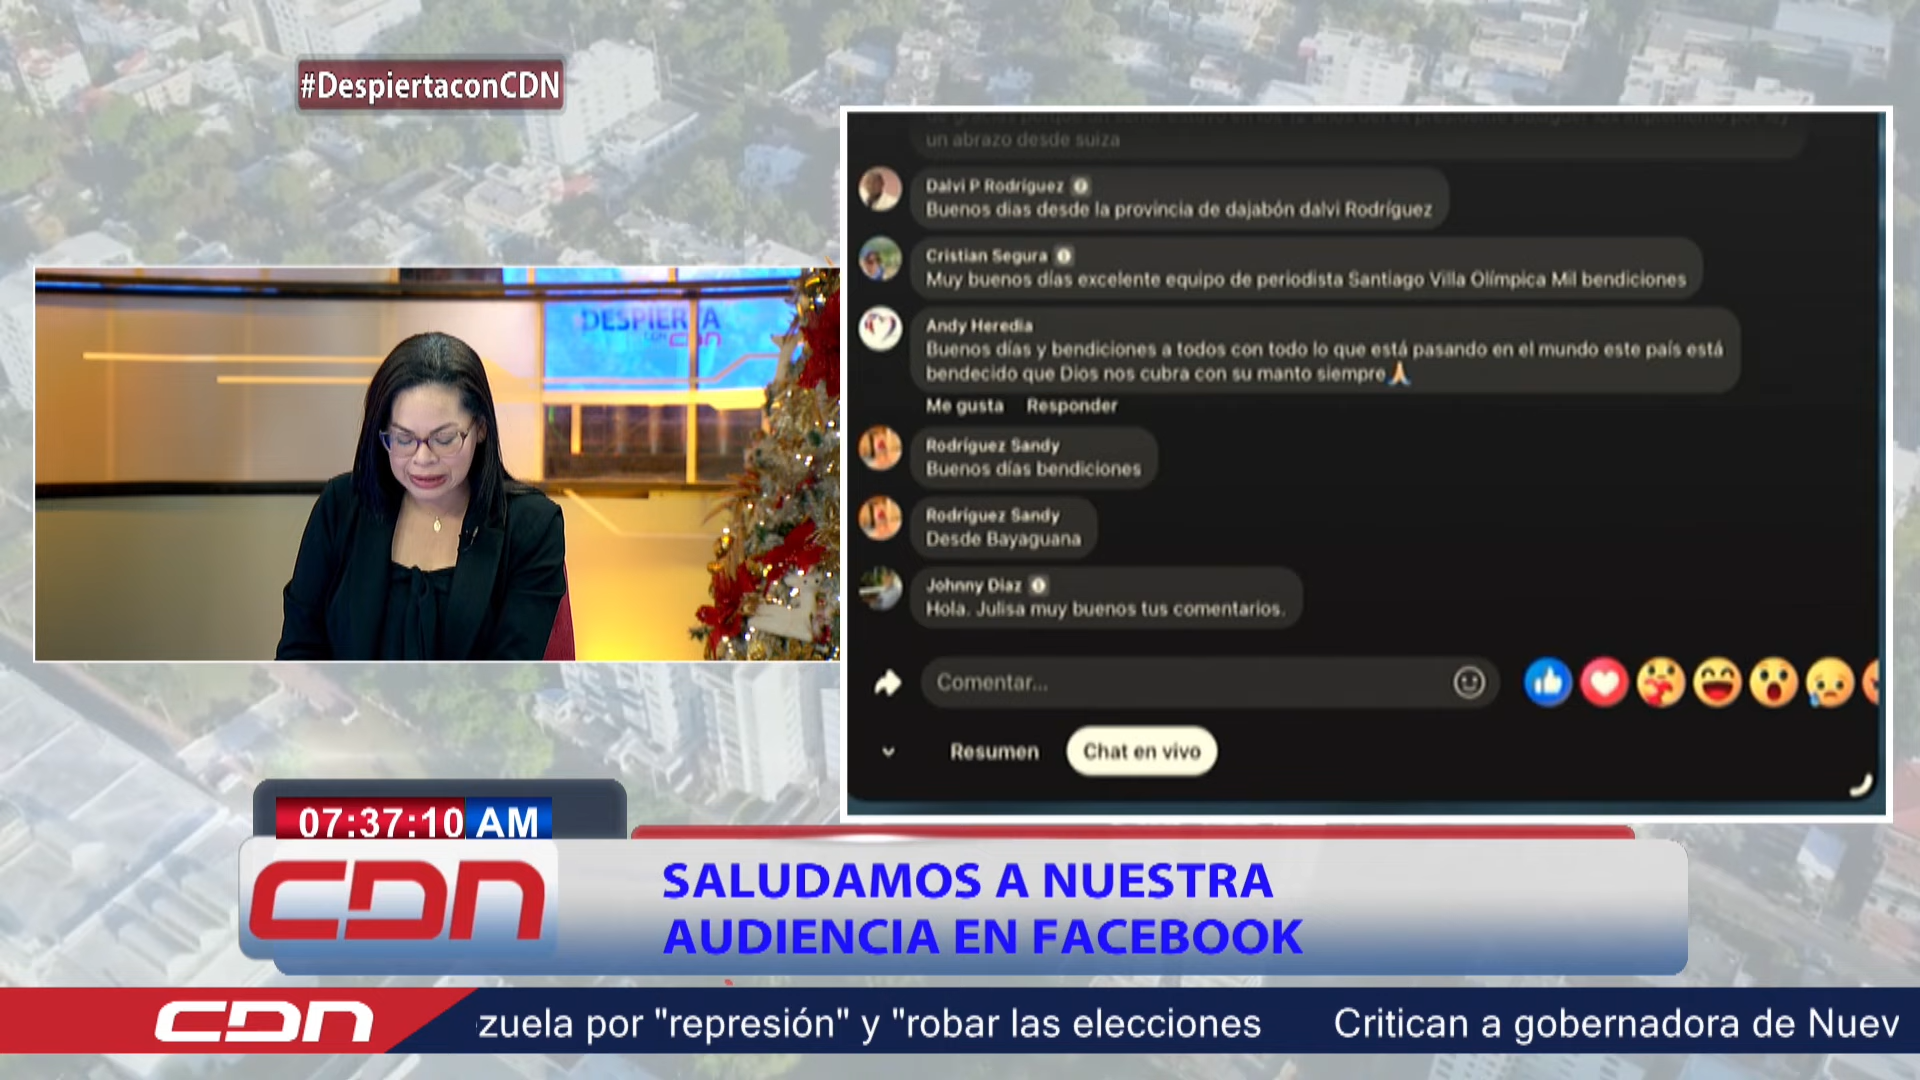 #DespiertaconCDN
un abrazo desde suiza
Dalvi P Rodríguez
Buenos dias desde la provincia de dajabón dalvi Rodríguez
Cristian Segura
Muy buenos días excelente equipo de periodista Santiago Villa Olímpica Mil bendiciones
Andy Heredia
Buenos días y bendiciones a todos con todo lo que está pasando en el mundo este país está
bendecido que Dios nos cubra con su manto siempre🙏
Me gusta Responder
Rodríguez Sandy
Buenos días bendiciones
Rodríguez Sandy
Desde Bayaguana
Johnny Diaz
Hola. Julisa muy buenos tus comentarios.
Comentar...
Resumen Chat en vivo
DESPIERTA
CON CDN
07:37:10 AM
CDN
SALUDAMOS A NUESTRA
AUDIENCIA EN FACEBOOK
CDN
zuela por "represión" y "robar las elecciones Critican a gobernadora de Nuev